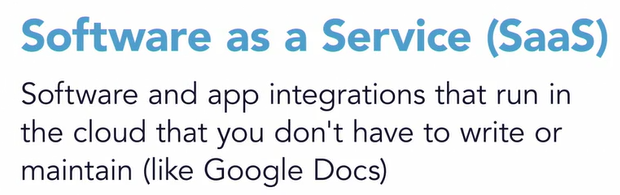 Software as a Service (SaaS)
Software and app integrations that run in
the cloud that you don't have to write or
maintain (like Google Docs)